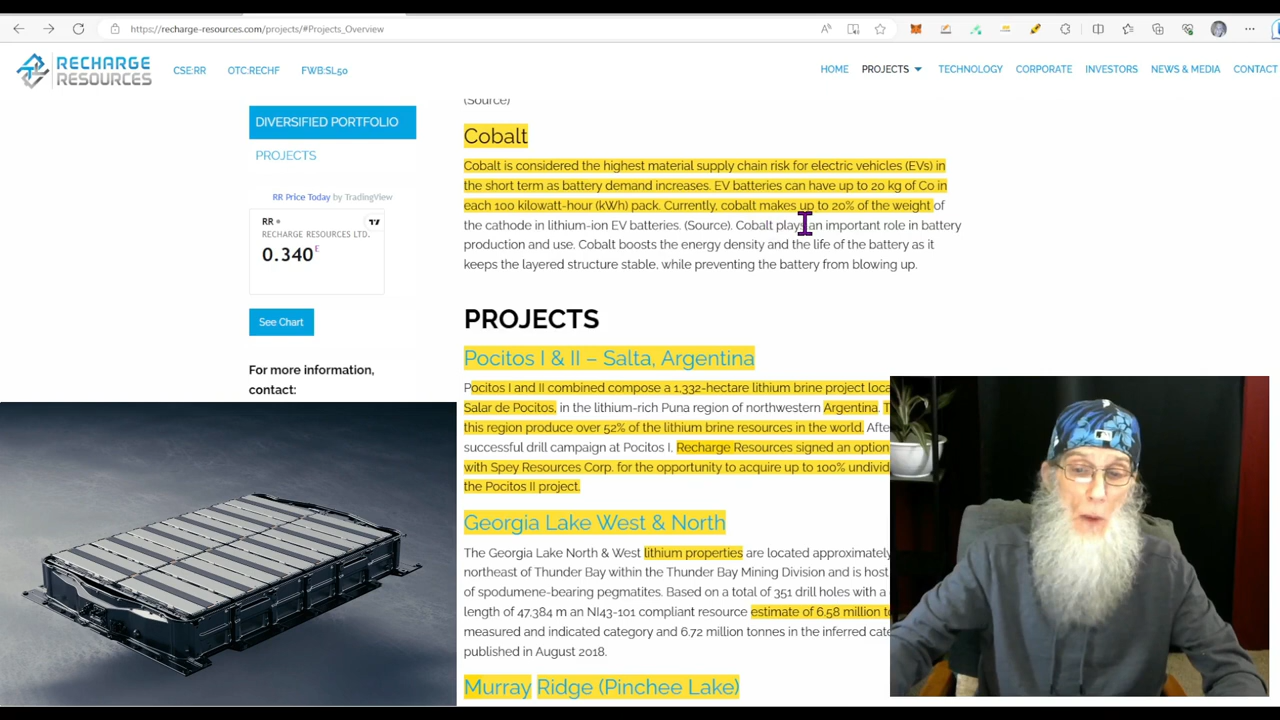 https://recharge-resources.com/projects/#Projects_Overview
RECHARGE
RESOURCES
CSE:RR
OTC:RECHF
FWB:SL50
HOME
PROJECTS
TECHNOLOGY
CORPORATE
INVESTORS
NEWS & MEDIA
CONTACT
DIVERSIFIED PORTFOLIO
PROJECTS
RR Price Today by TradingView
RR
RECHARGE RESOURCES LTD.
0.340 E
See Chart
For more information,
contact:
(Source)
Cobalt
Cobalt is considered the highest material supply chain risk for electric vehicles (EVs) in
the short term as battery demand increases. EV batteries can have up to 20 kg of Co in
each 100 kilowatt-hour (kWh) pack. Currently, cobalt makes up to 20% of the weight of
the cathode in lithium-ion EV batteries. (Source). Cobalt plays an important role in battery
production and use. Cobalt boosts the energy density and the life of the battery as it
keeps the layered structure stable, while preventing the battery from blowing up.
PROJECTS
Pocitos I & II – Salta, Argentina
Pocitos I and II combined compose a 1,332-hectare lithium brine project loca
Salar de Pocitos, in the lithium-rich Puna region of northwestern Argentina. T
this region produce over 52% of the lithium brine resources in the world. Afte
successful drill campaign at Pocitos I, Recharge Resources signed an option
with Spey Resources Corp. for the opportunity to acquire up to 100% undivid
the Pocitos II project.
Georgia Lake West & North
The Georgia Lake North & West lithium properties are located approximately
northeast of Thunder Bay within the Thunder Bay Mining Division and is host
of spodumene-bearing pegmatites. Based on a total of 351 drill holes with a
length of 47,384 m an NI43-101 compliant resource estimate of 6.58 million to
measured and indicated category and 6.72 million tonnes in the inferred cate
published in August 2018.
Murray Ridge (Pinchee Lake)